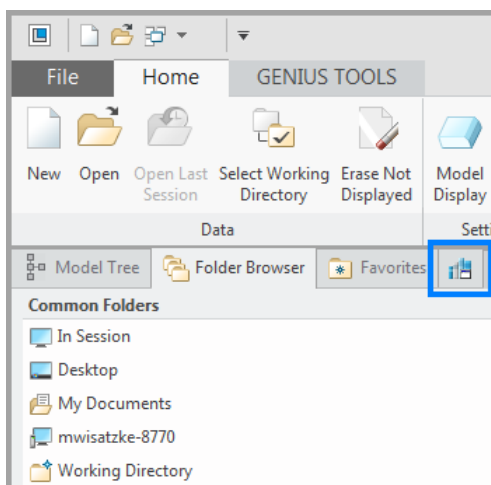 File Home GENIUS TOOLS
New Open Open Last Session Select Working Directory Erase Not Displayed Model Display
Data Setti
Model Tree Folder Browser Favorites
Common Folders
In Session
Desktop
My Documents
mwisatzke-8770
Working Directory